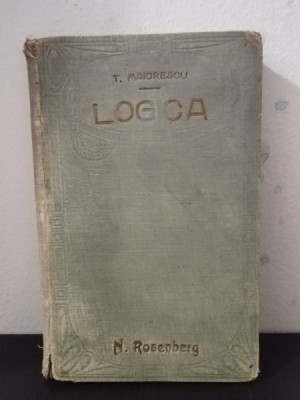 T. MAIORESCU
LOGICA
N. Rosenberg